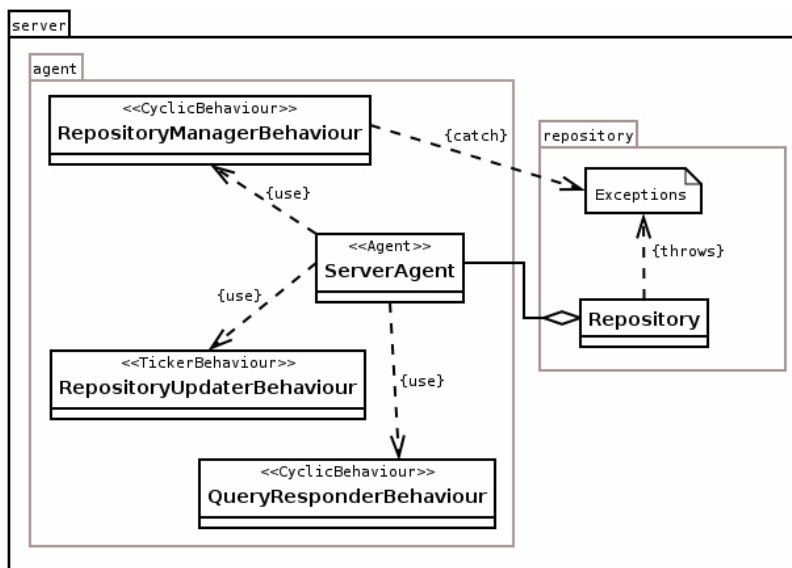 server
agent
<<CyclicBehaviour>>
RepositoryManagerBehaviour
{catch}
repository
Exceptions
{use}
<<Agent>>
ServerAgent
{throws}
{use}
Repository
<<TickerBehaviour>>
RepositoryUpdaterBehaviour
{use}
<<CyclicBehaviour>>
QueryResponderBehaviour